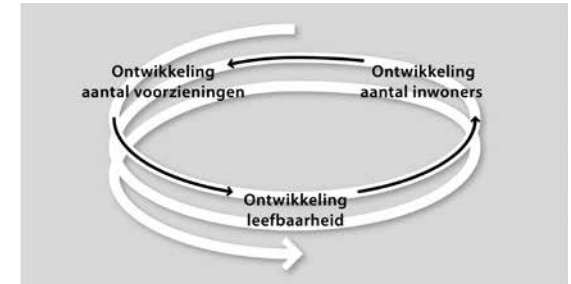 Ontwikkeling
aantal voorzieningen
Ontwikkeling
aantal inwoners
Ontwikkeling
leefbaarheid